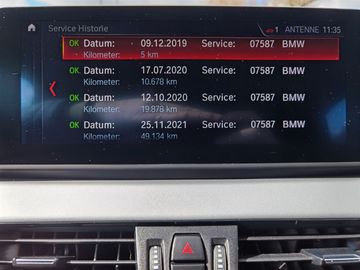 Service Historie 1 ANTENNE 11:35
OK Datum: 09.12.2019 Service: 07587 BMW
Kilometer: 5 km
OK Datum: 17.07.2020 Service: 07587 BMW
Kilometer: 10.678 km
OK Datum: 12.10.2020 Service: 07587 BMW
Kilometer: 19.878 km
OK Datum: 25.11.2021 Service: 07587 BMW
Kilometer: 49.134 km